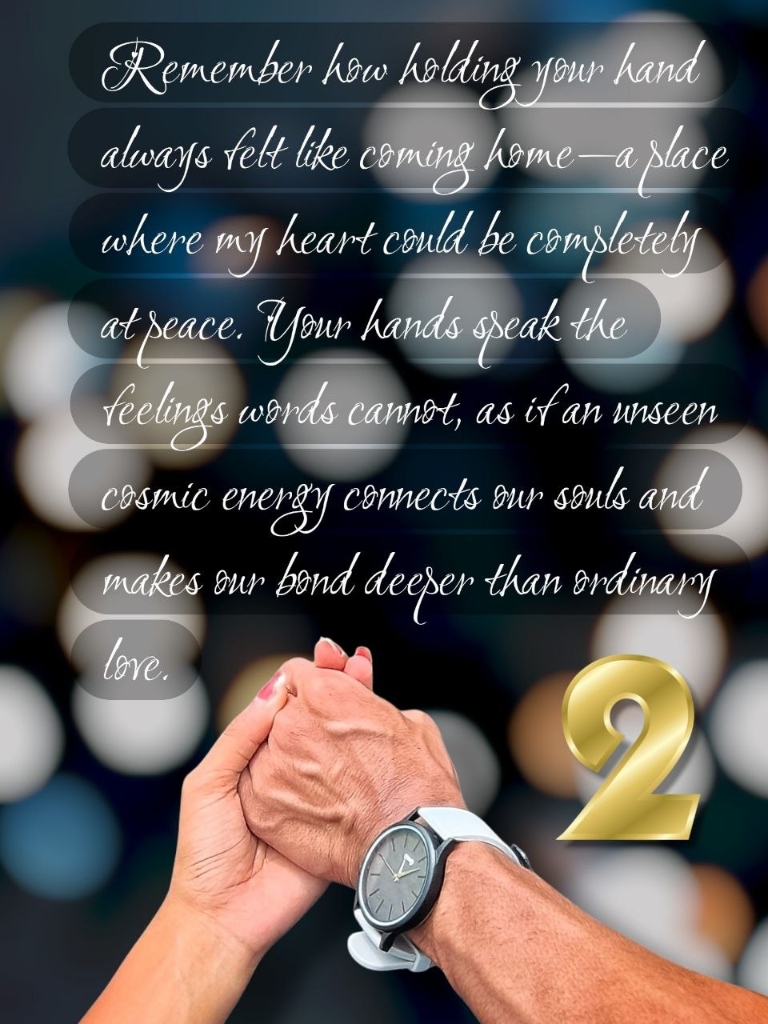 Remember how holding your hand
always felt like coming home—a place
where my heart could be completely
at peace. Your hands speak the
feelings words cannot, as if an unseen
cosmic energy connects our souls and
makes our bond deeper than ordinary
love.
2